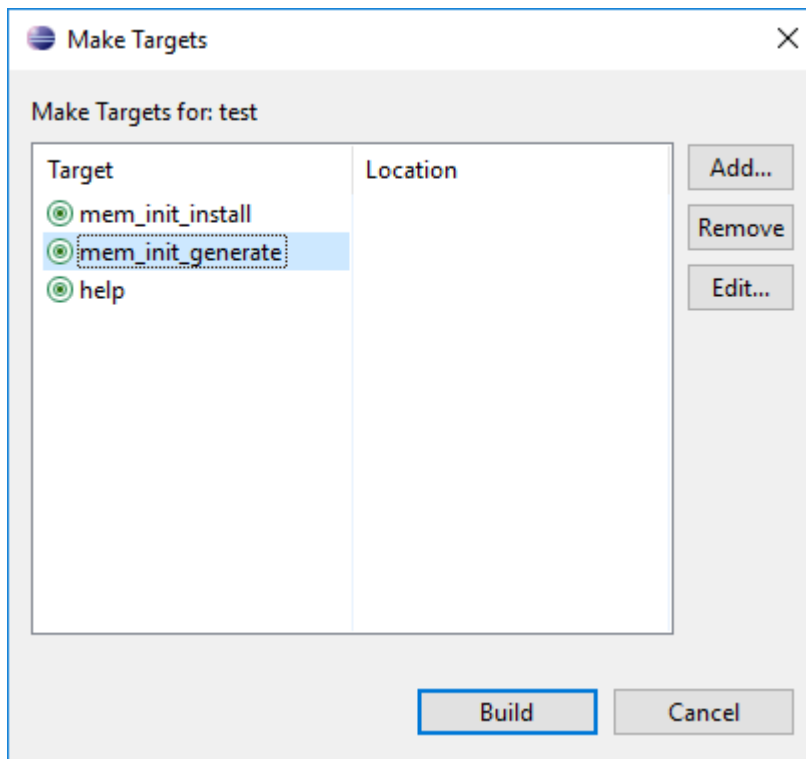 Make Targets
Make Targets for: test
Target Location
mem_init_install
mem_init_generate
help
Add...
Remove
Edit...
Build Cancel